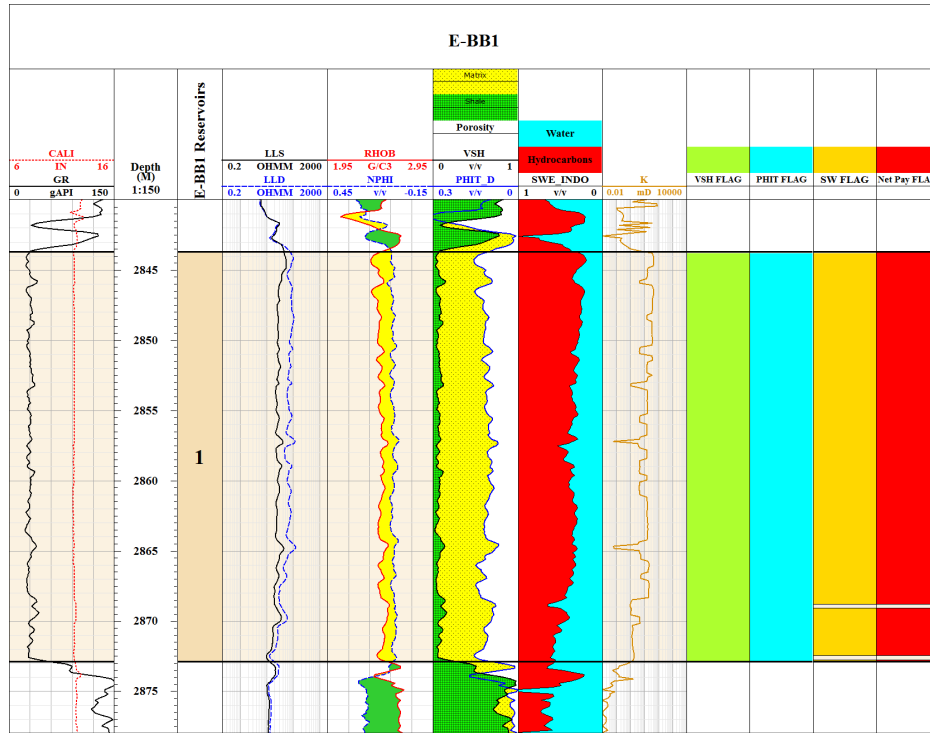 E-BB1
Matrix
Shale
Porosity
Water
CALI
6 IN 16
GR
0 gAPI 150
Depth
(M)
1:150
E-BB1 Reservoirs
LLS
0.2 OHMM 2000
LLD
0.2 OHMM 2000
RHOB
1.95 G/C3 2.95
NPHI
0.45 V/V -0.15
VSH
0 v/v 1
PHIT_D
0.3 v/v 0
Hydrocarbons
SWE_INDO
1 v/v 0
K
0.01 mD 10000
VSH FLAG
PHIT FLAG
SW FLAG
Net Pay FLA
2845
2850
2855
1
2860
2865
2870
2875